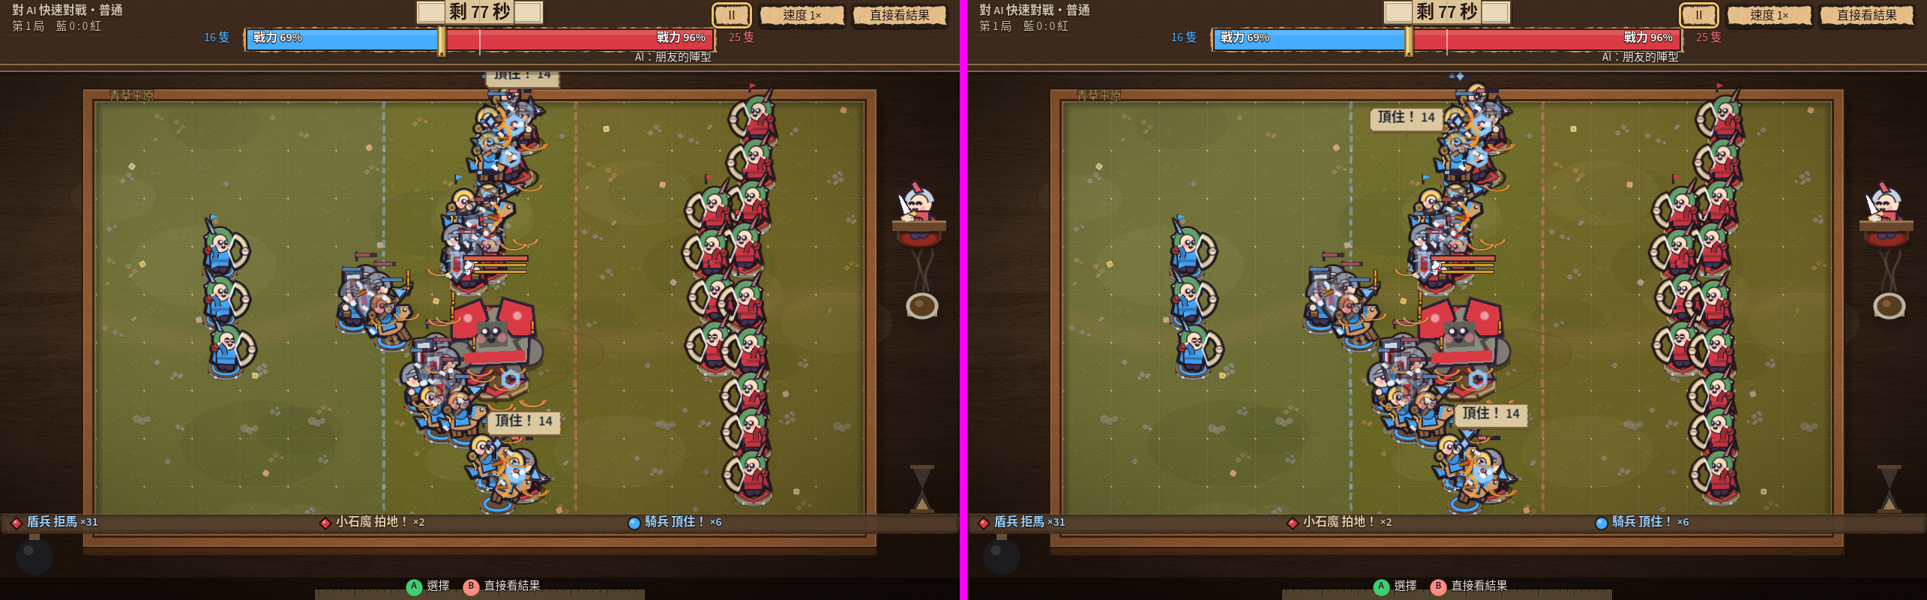 對 AI 快速對戰・普通
第 1 局 藍 0 : 0 紅
剩 77 秒
II
速度 1×
直接看結果
16 隻
戰力 69%
戰力 96%
25 隻
AI：朋友的陣型
頂住！ 14
青草平原
頂住！ 14
盾兵 拒馬 ×31
小石魔 拍地！ ×2
騎兵 頂住！ ×6
A 選擇
B 直接看結果
對 AI 快速對戰・普通
第 1 局 藍 0 : 0 紅
剩 77 秒
II
速度 1×
直接看結果
16 隻
戰力 69%
戰力 96%
25 隻
AI：朋友的陣型
青草平原
頂住！ 14
頂住！ 14
盾兵 拒馬 ×31
小石魔 拍地！ ×2
騎兵 頂住！ ×6
A 選擇
B 直接看結果